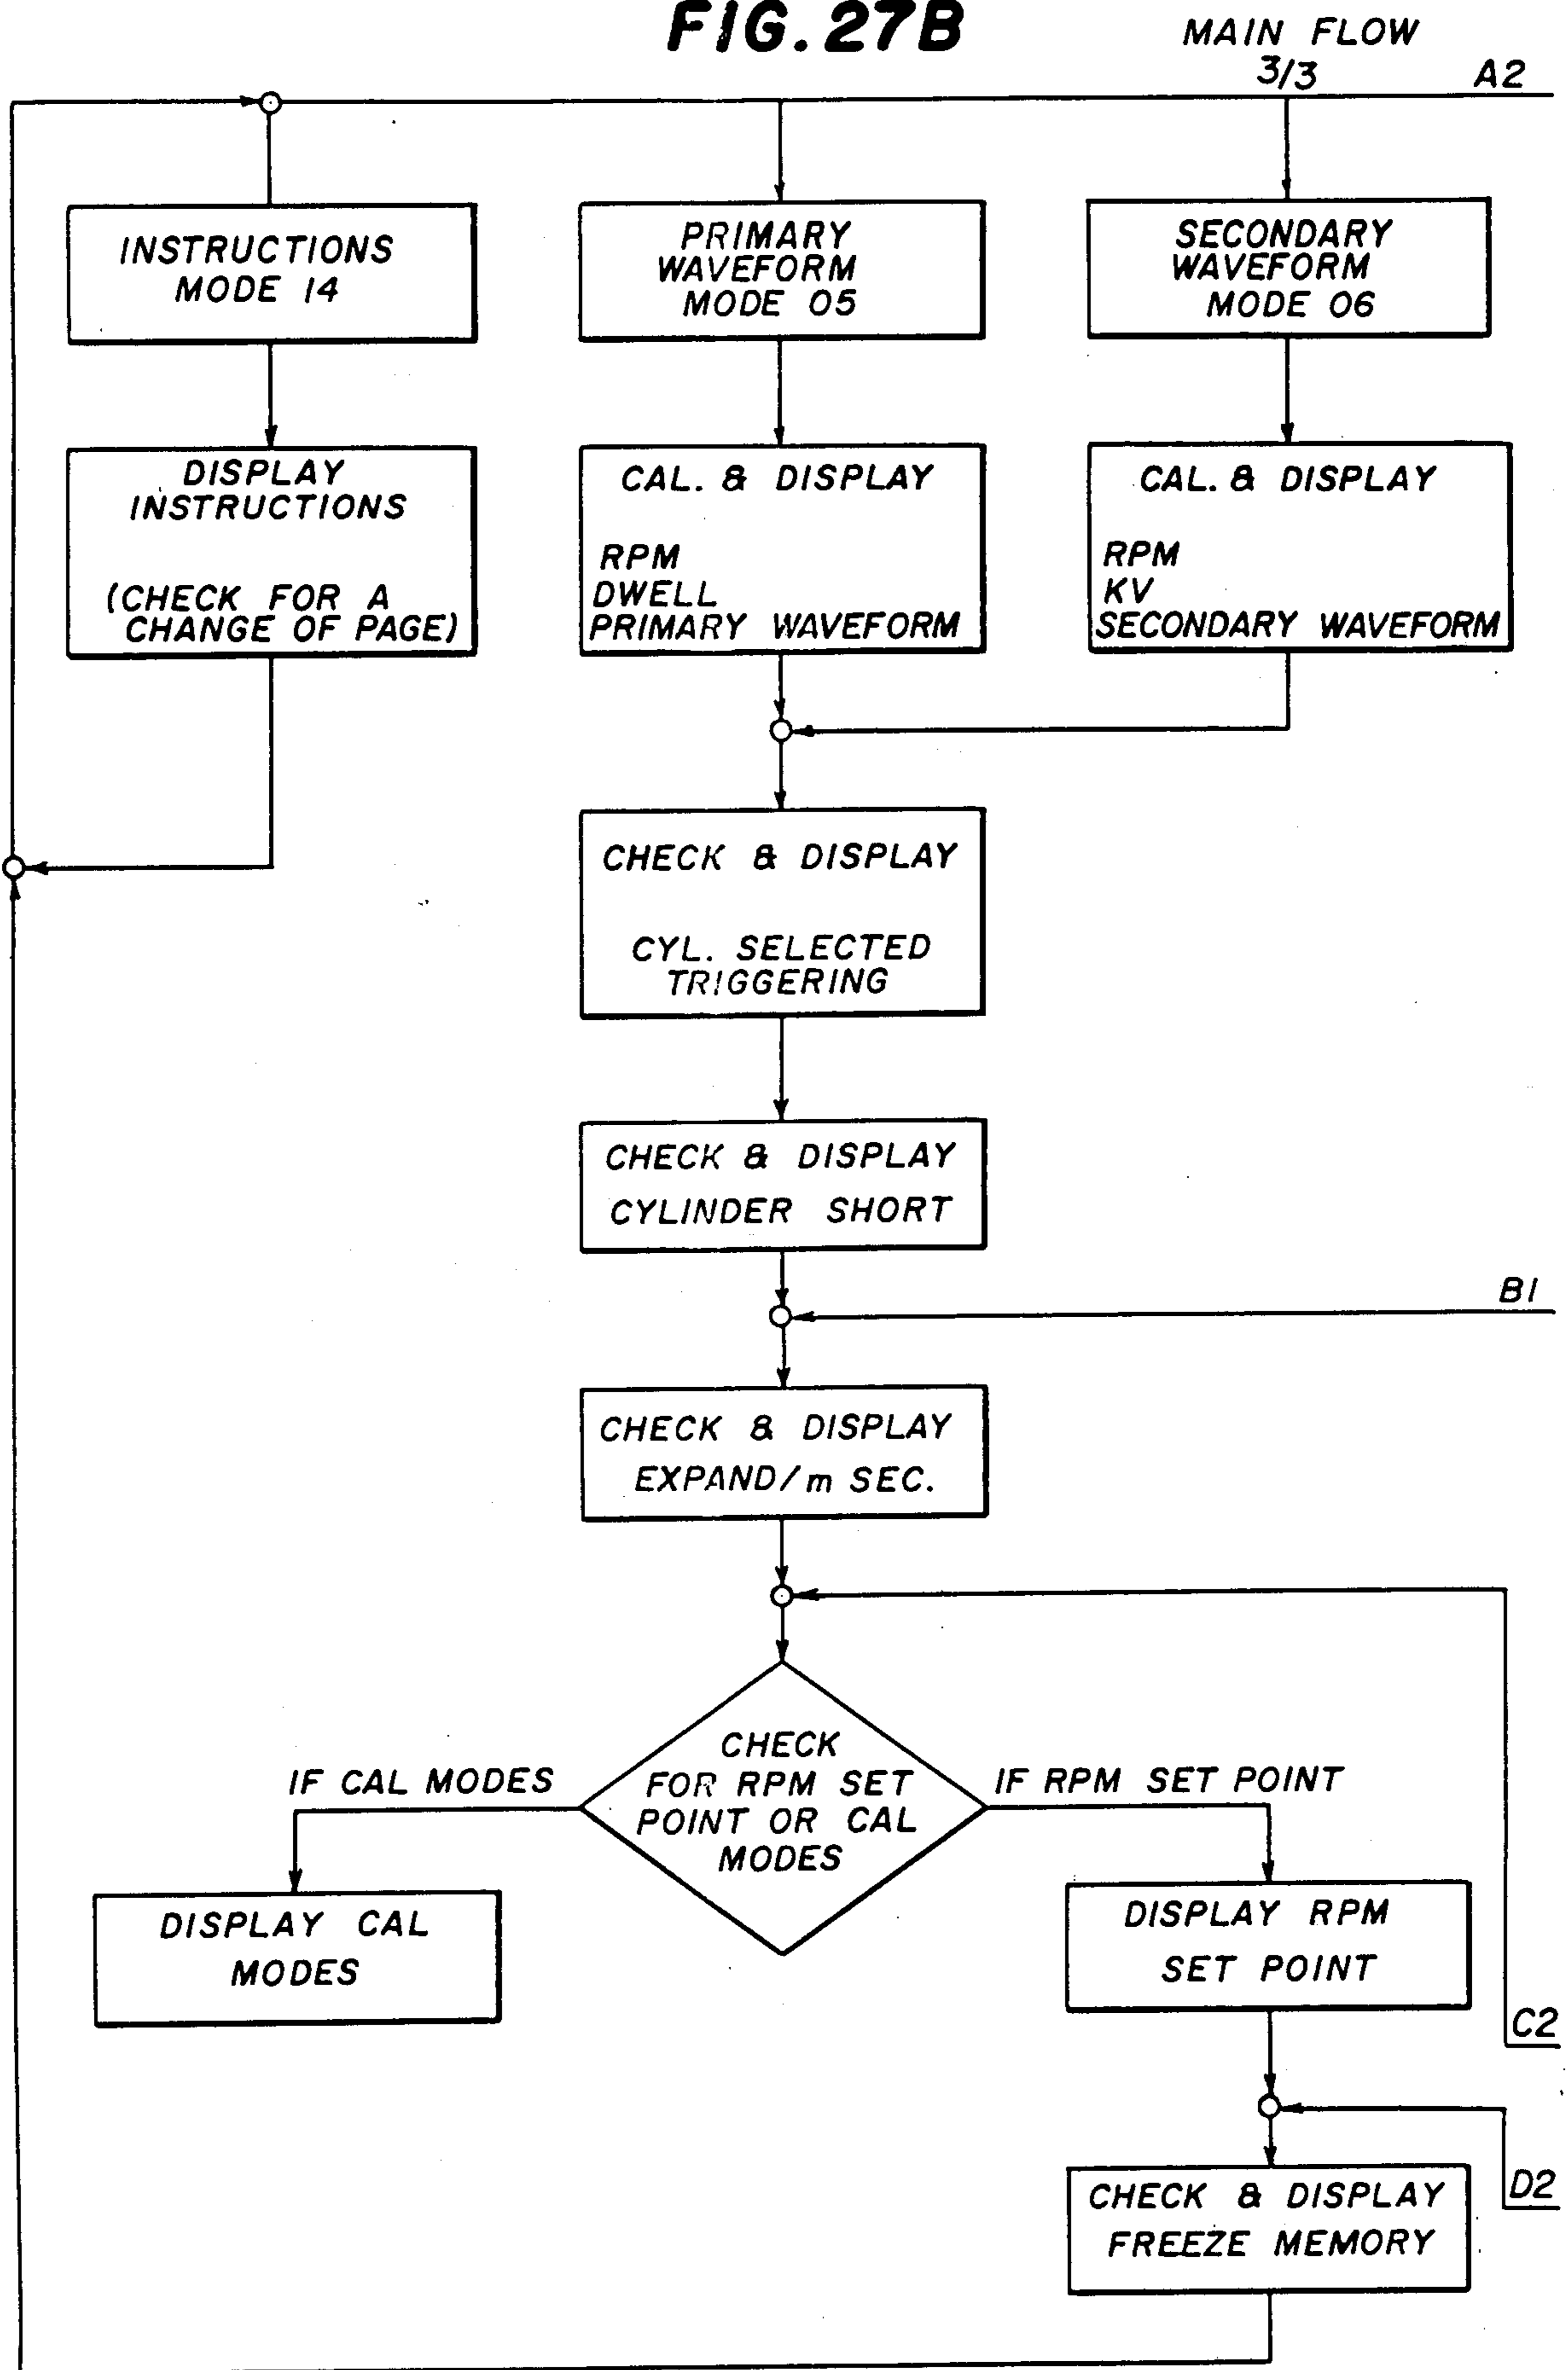 FIG. 27B
MAIN FLOW
3/3
A2
INSTRUCTIONS
MODE 14
PRIMARY
WAVEFORM
MODE 05
SECONDARY
WAVEFORM
MODE 06
DISPLAY
INSTRUCTIONS
(CHECK FOR A
CHANGE OF PAGE)
CAL. & DISPLAY
RPM
DWELL
PRIMARY WAVEFORM
CAL. & DISPLAY
RPM
KV
SECONDARY WAVEFORM
CHECK & DISPLAY
CYL. SELECTED
TRIGGERING
CHECK & DISPLAY
CYLINDER SHORT
B1
CHECK & DISPLAY
EXPAND/m SEC.
CHECK
FOR RPM SET
POINT OR CAL
MODES
IF CAL MODES
IF RPM SET POINT
DISPLAY CAL
MODES
DISPLAY RPM
SET POINT
C2
D2
CHECK & DISPLAY
FREEZE MEMORY